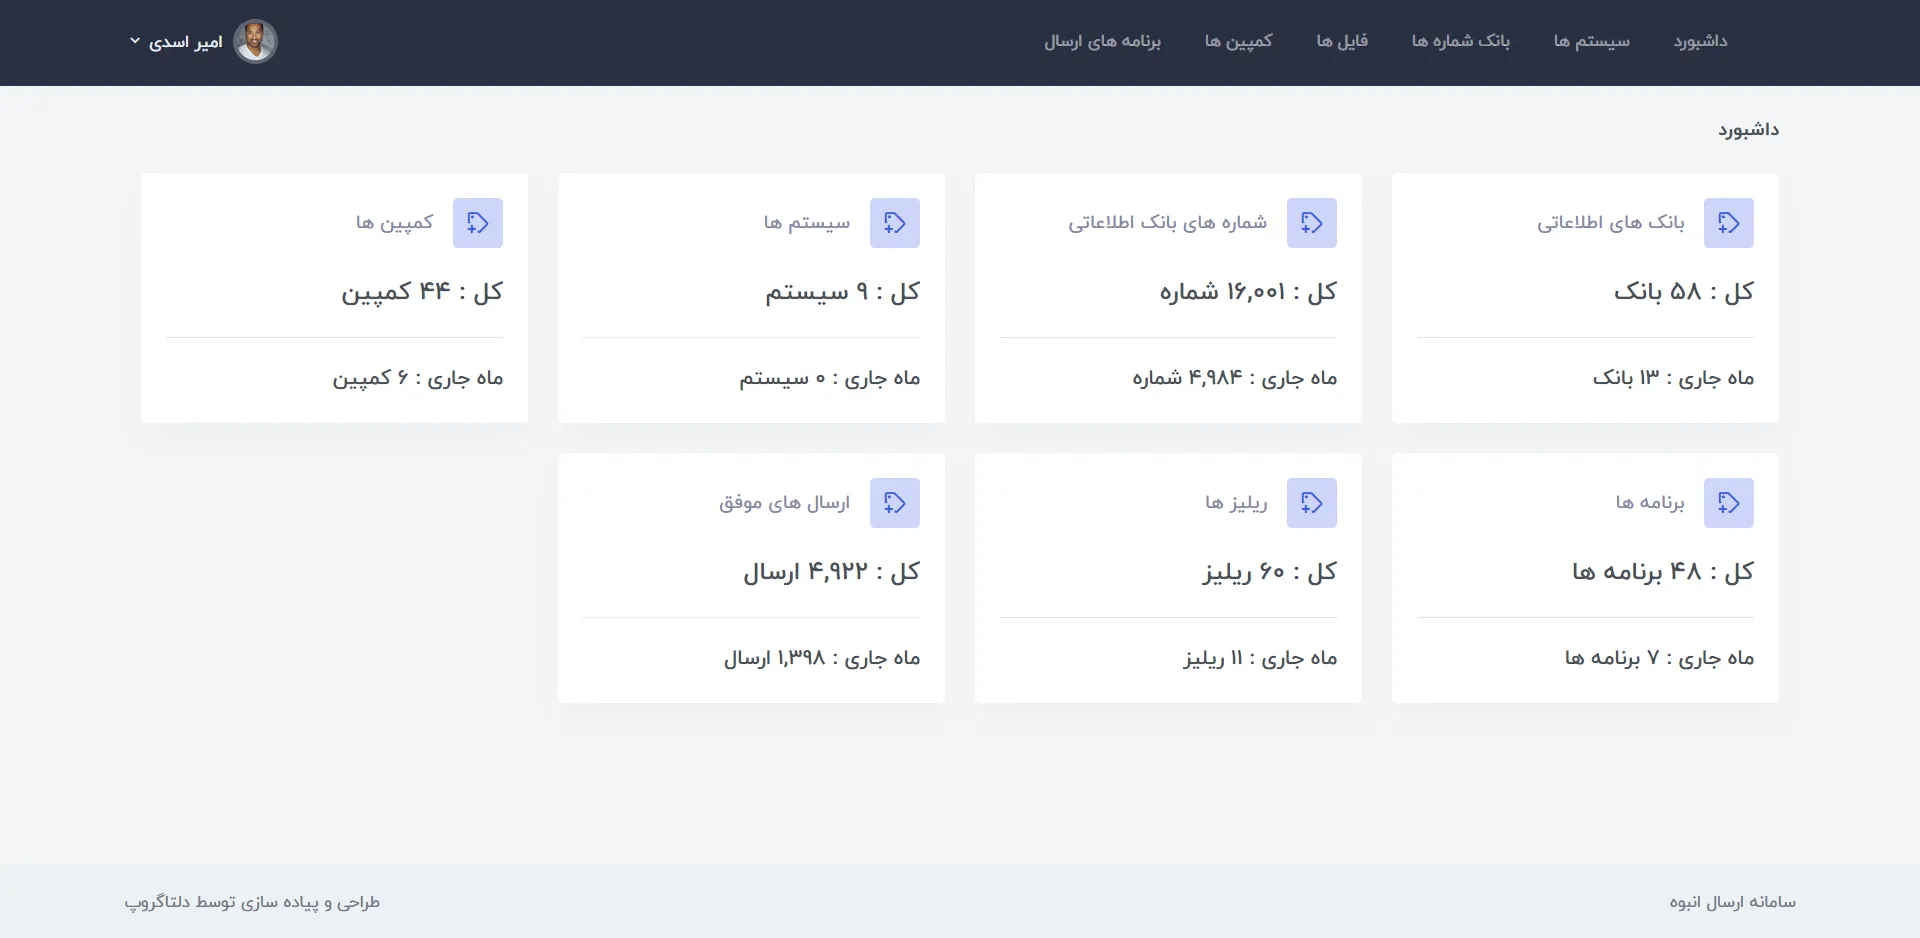 داشبورد
سیستم ها
بانک شماره ها
فایل ها
کمپین ها
برنامه های ارسال
امیر اسدی
داشبورد
بانک های اطلاعاتی
کل : ۵۸ بانک
ماه جاری : ۱۳ بانک
شماره های بانک اطلاعاتی
کل : ۱۶,۰۰۱ شماره
ماه جاری : ۴,۹۸۴ شماره
سیستم ها
کل : ۹ سیستم
ماه جاری : ۰ سیستم
کمپین ها
کل : ۴۴ کمپین
ماه جاری : ۶ کمپین
برنامه ها
کل : ۴۸ برنامه ها
ماه جاری : ۷ برنامه ها
ریلیز ها
کل : ۶۰ ریلیز
ماه جاری : ۱۱ ریلیز
ارسال های موفق
کل : ۴,۹۲۲ ارسال
ماه جاری : ۱,۳۹۸ ارسال
سامانه ارسال انبوه
طراحی و پیاده سازی توسط دلتاگروپ